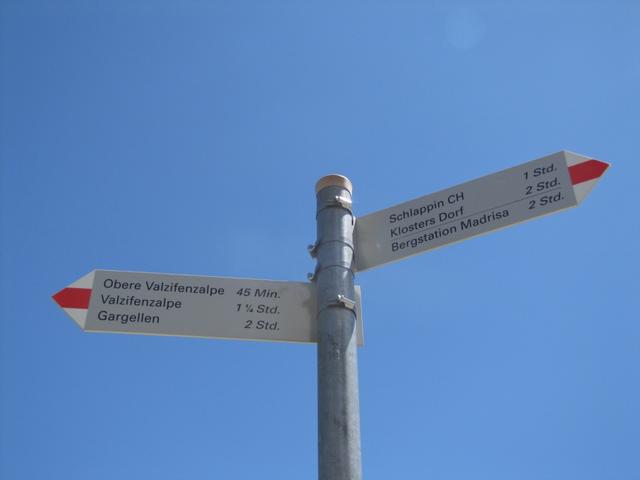 Schlappin CH 1 Std.
Klosters Dorf 2 Std.
Bergstation Madrisa 2 Std.
Obere Valzifenzalpe 45 Min.
Valzifenzalpe 1 ¼ Std.
Gargellen 2 Std.